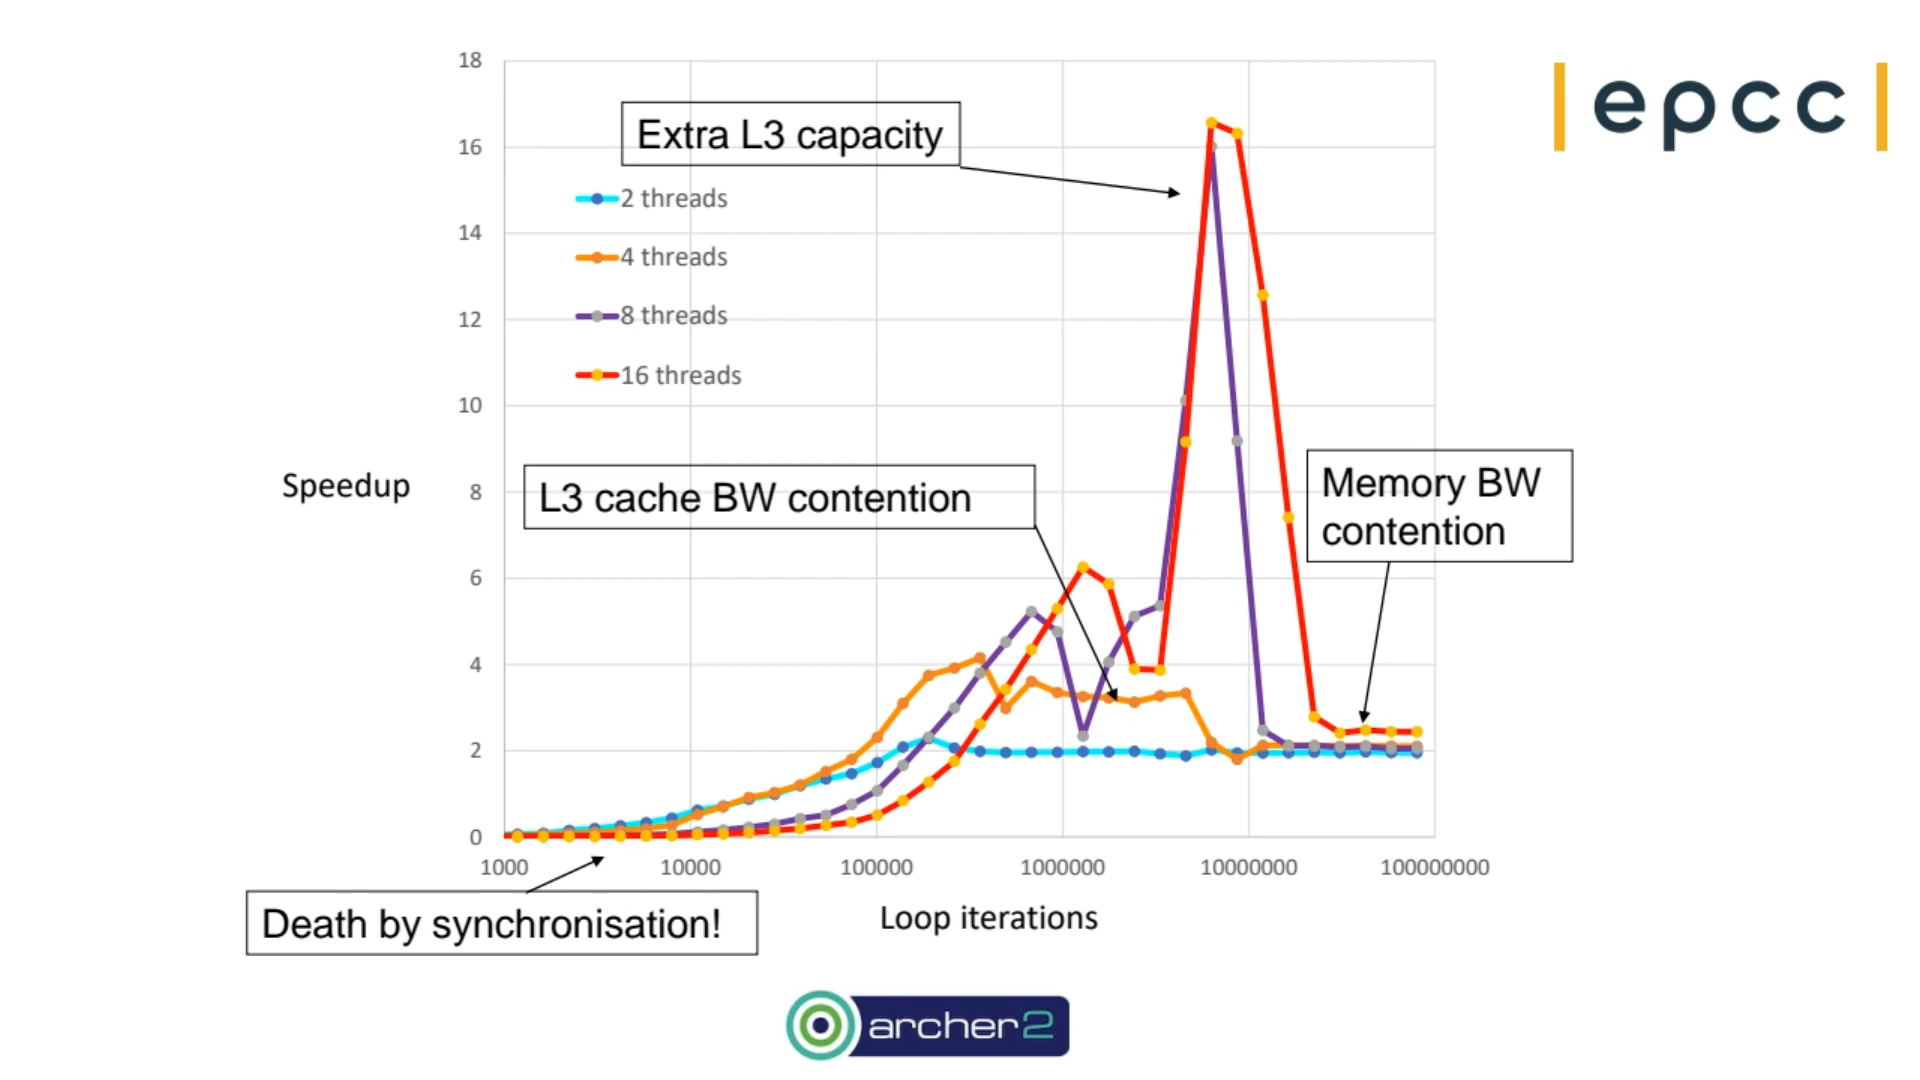 18
16
14
12
10
8
6
4
2
0
Speedup
Extra L3 capacity
2 threads
4 threads
8 threads
16 threads
L3 cache BW contention
Memory BW
contention
1000
10000
100000
1000000
10000000
100000000
Death by synchronisation!
Loop iterations
epcc
archer2